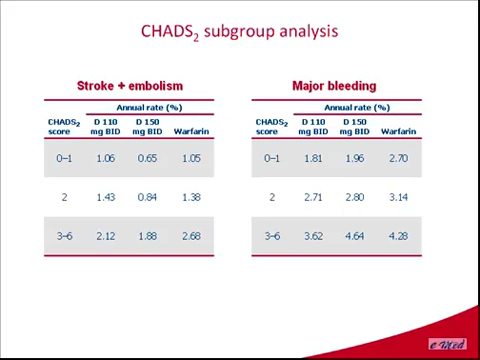 CHADS₂ subgroup analysis
Stroke + embolism
Annual rate (%)
CHADS₂ score D 110 mg BID D 150 mg BID Warfarin
0–1 1.06 0.65 1.05
2 1.43 0.84 1.38
3–6 2.12 1.88 2.68
Major bleeding
Annual rate (%)
CHADS₂ score D 110 mg BID D 150 mg BID Warfarin
0–1 1.81 1.96 2.70
2 2.71 2.80 3.14
3–6 3.62 4.64 4.28
e Med